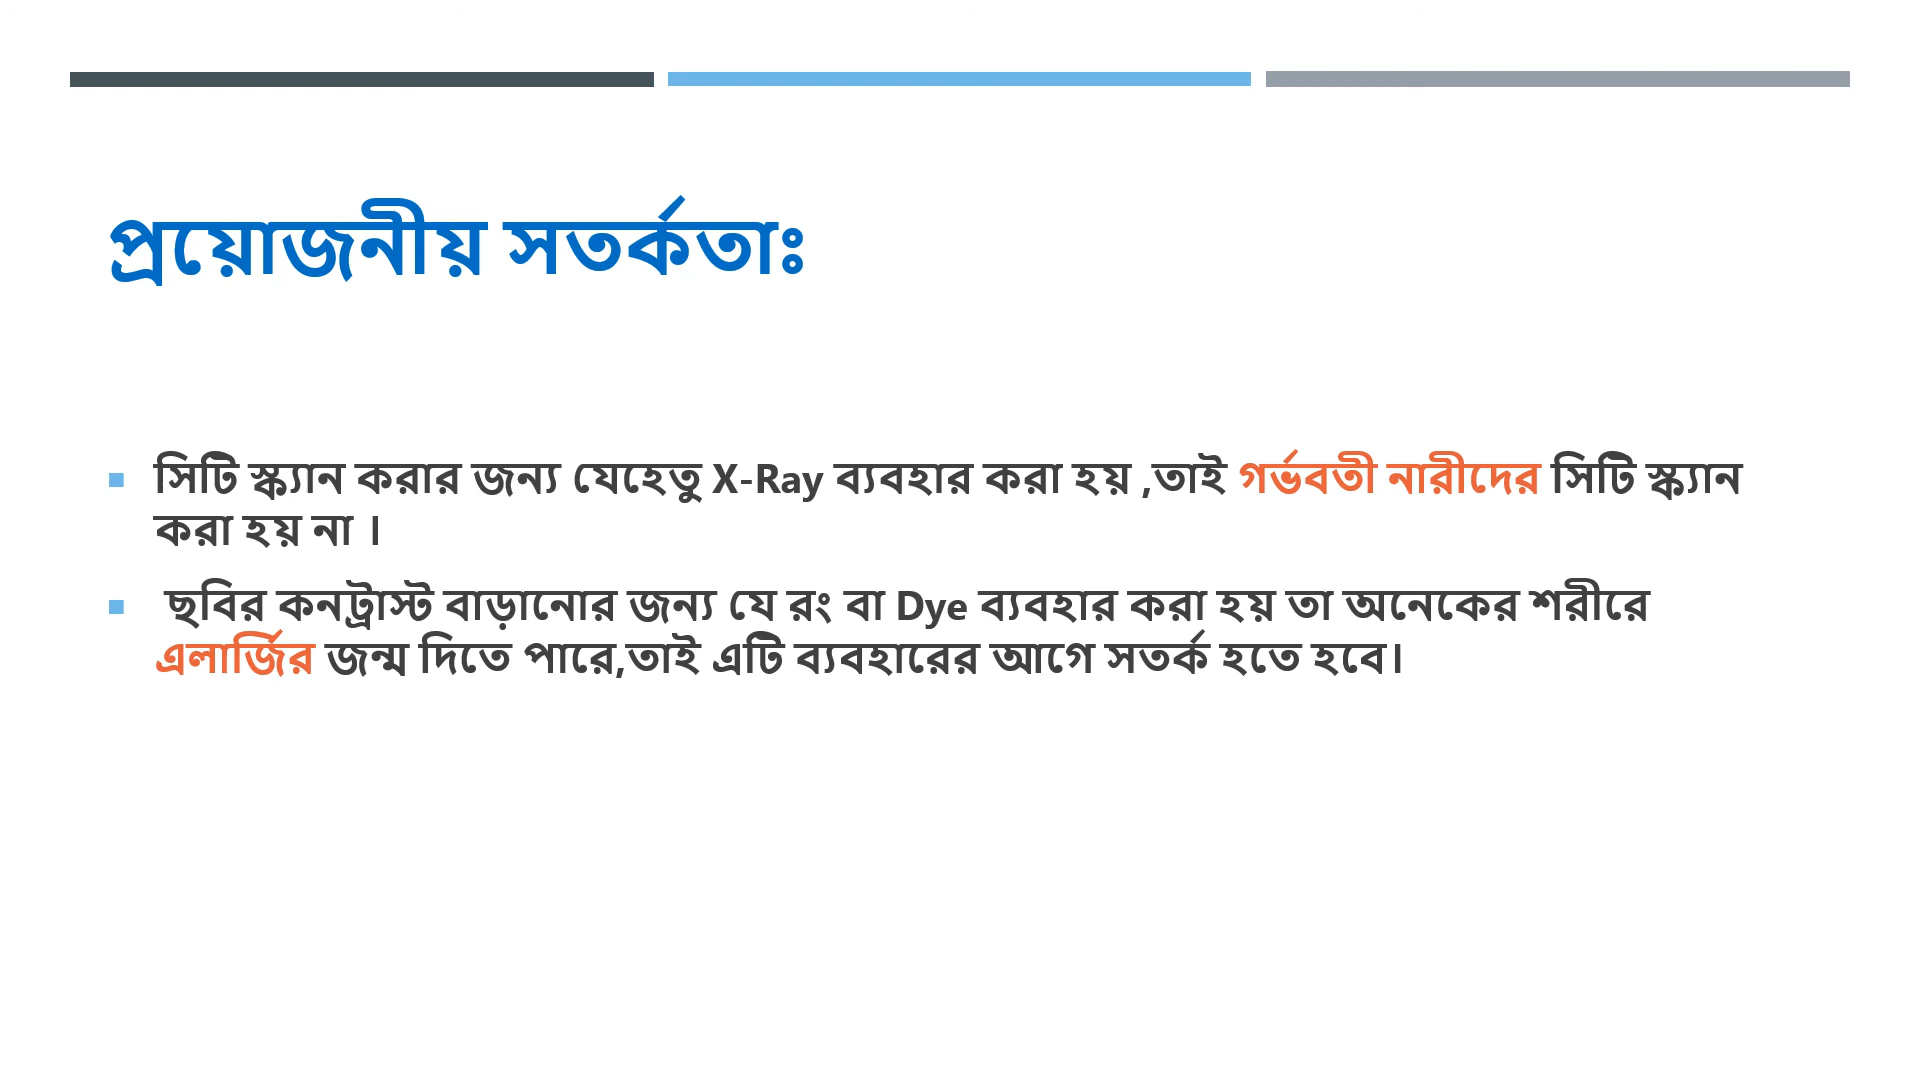 প্রয়োজনীয় সতর্কতাঃ
সিটি স্ক্যান করার জন্য যেহেতু X-Ray ব্যবহার করা হয় ,তাই গর্ভবতী নারীদের সিটি স্ক্যান
করা হয় না ।
ছবির কনট্রাস্ট বাড়ানোর জন্য যে রং বা Dye ব্যবহার করা হয় তা অনেকের শরীরে
এলার্জির জন্ম দিতে পারে,তাই এটি ব্যবহারের আগে সতর্ক হতে হবে।